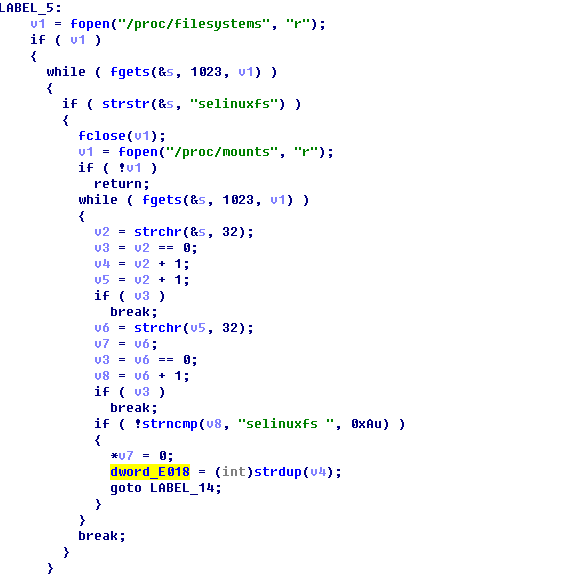 LABEL_5:
    v1 = fopen("/proc/filesystems", "r");
    if ( v1 )
    {
      while ( fgets(&s, 1023, v1) )
      {
        if ( strstr(&s, "selinuxfs") )
        {
          fclose(v1);
          v1 = fopen("/proc/mounts", "r");
          if ( !v1 )
            return;
          while ( fgets(&s, 1023, v1) )
          {
            v2 = strchr(&s, 32);
            v3 = v2 == 0;
            v4 = v2 + 1;
            v5 = v2 + 1;
            if ( v3 )
              break;
            v6 = strchr(v5, 32);
            v7 = v6;
            v3 = v6 == 0;
            v8 = v6 + 1;
            if ( v3 )
              break;
            if ( !strncmp(v8, "selinuxfs ", 0xAu) )
            {
              *v7 = 0;
              dword_E018 = (int)strdup(v4);
              goto LABEL_14;
            }
          }
          break;
        }
      }